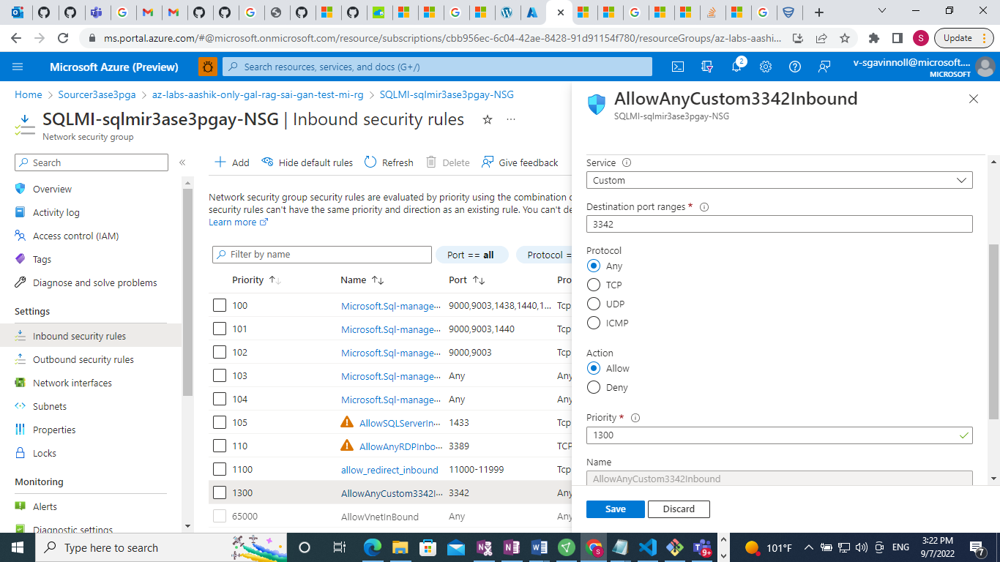 Update
ms.portal.azure.com/#@microsoft.onmicrosoft.com/resource/subscriptions/cbb956ec-6c04-42ae-8428-91d91154f780/resourceGroups/az-labs-aashi...
S
Microsoft Azure (Preview)
Search resources, services, and docs (G+/)
2
v-sgavinnoll@microsoft....
MICROSOFT
Home > Sourcer3ase3pga > az-labs-aashik-only-gal-rag-sai-gan-test-mi-rg > SQLMI-sqlmir3ase3pgay-NSG
SQLMI-sqlmir3ase3pgay-NSG | Inbound security rules
Network security group
Search
Overview
Activity log
Access control (IAM)
Tags
Diagnose and solve problems
Settings
Inbound security rules
Outbound security rules
Network interfaces
Subnets
Properties
Locks
Monitoring
Alerts
Diagnostic settings
Add Hide default rules Refresh Delete Give feedback
Network security group security rules are evaluated by priority using the combination
security rules can't have the same priority and direction as an existing rule. You can't de
Learn more
Filter by name
Port == all
Protocol =
Priority Name Port Pro
100 Microsoft.Sql-manage... 9000,9003,1438,1440,1... Tcp
101 Microsoft.Sql-manage... 9000,9003,1440 Tcp
102 Microsoft.Sql-manage... 9000,9003 Tcp
103 Microsoft.Sql-manage... Any Any
104 Microsoft.Sql-manage... Any Any
105 AllowSQLServerIn... 1433 Tcp
110 AllowAnyRDPInbo... 3389 TCP
1100 allow_redirect_inbound 11000-11999 Tcp
1300 AllowAnyCustom3342I... 3342 Any
65000 AllowVnetInBound Any Any
AllowAnyCustom3342Inbound
SQLMI-sqlmir3ase3pgay-NSG
Service
Custom
Destination port ranges *
3342
Protocol
Any
TCP
UDP
ICMP
Action
Allow
Deny
Priority *
1300
Name
AllowAnyCustom3342Inbound
Save
Discard
Type here to search
S
9+
101°F
ENG
3:22 PM
9/7/2022
7